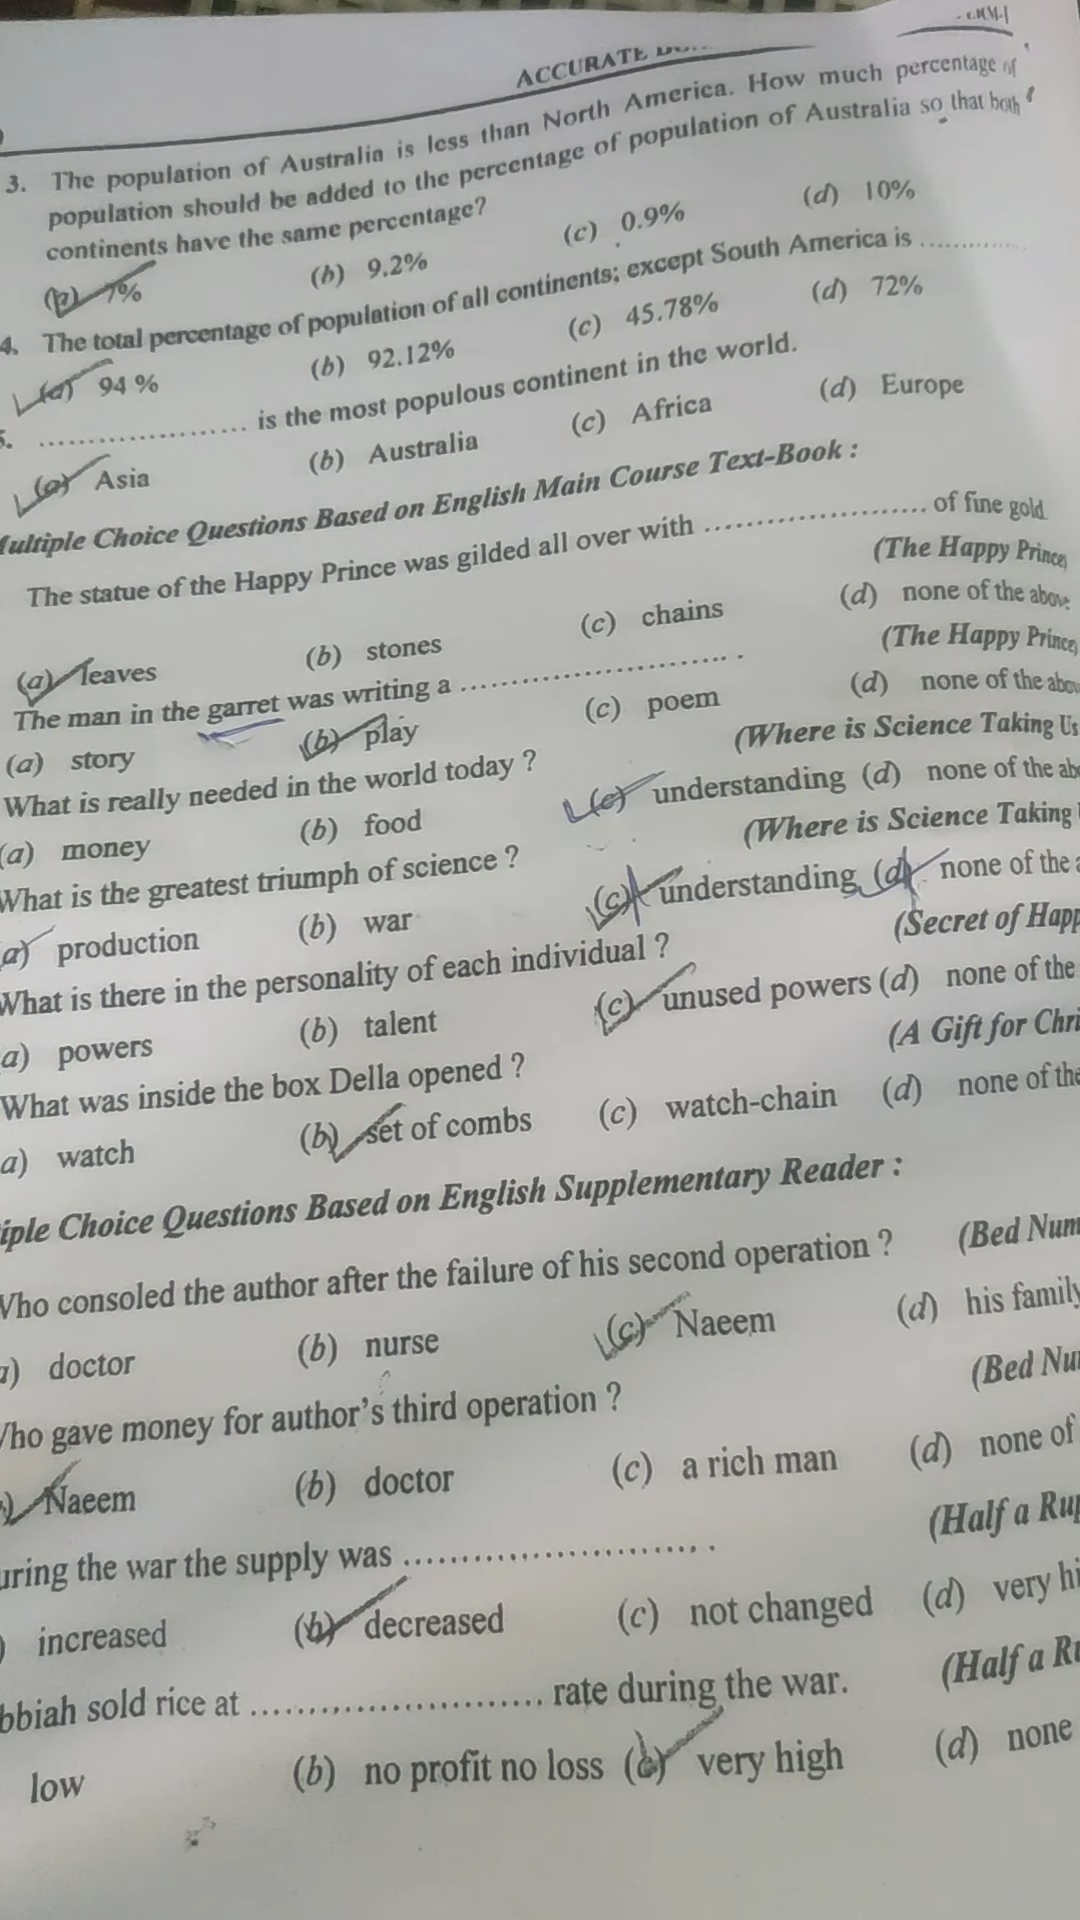 ACCURATE
3. The population of Australia is less than North America. How much percentage of
population should be added to the percentage of population of Australia so that both
continents have the same percentage?
(a) 7% (b) 9.2% (c) 0.9% (d) 10%
4. The total percentage of population of all continents; except South America is ..............
(a) 94 % (b) 92.12% (c) 45.78% (d) 72%
5. ........................ is the most populous continent in the world.
(a) Asia (b) Australia (c) Africa (d) Europe
Multiple Choice Questions Based on English Main Course Text-Book :
The statue of the Happy Prince was gilded all over with ........................ of fine gold.
(The Happy Prince)
(a) leaves (b) stones (c) chains (d) none of the above
The man in the garret was writing a ............................. (The Happy Prince)
(a) story (b) play (c) poem (d) none of the abov
What is really needed in the world today ? (Where is Science Taking Us
(a) money (b) food (c) understanding (d) none of the abo
What is the greatest triumph of science ? (Where is Science Taking
(a) production (b) war (c) understanding (d) none of the a
What is there in the personality of each individual ? (Secret of Happ
a) powers (b) talent (c) unused powers (d) none of the
What was inside the box Della opened ? (A Gift for Chri
a) watch (b) set of combs (c) watch-chain (d) none of the
iple Choice Questions Based on English Supplementary Reader :
Who consoled the author after the failure of his second operation ? (Bed Num
a) doctor (b) nurse (c) Naeem (d) his family
Who gave money for author's third operation ? (Bed Nu
) Naeem (b) doctor (c) a rich man (d) none of
uring the war the supply was ............................. (Half a Rup
) increased (b) decreased (c) not changed (d) very hi
bbiah sold rice at ............................ rate during the war. (Half a Ru
low (b) no profit no loss (c) very high (d) none